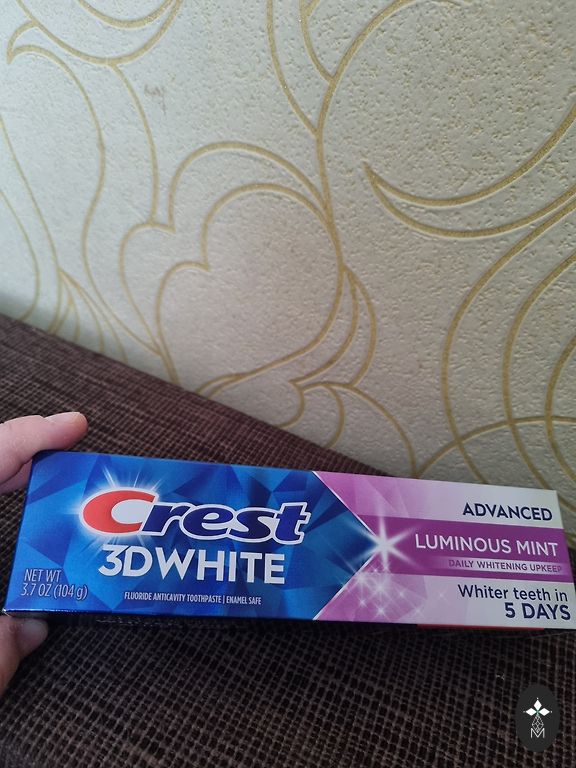 Crest
3DWHITE
NET WT
3.7 OZ (104 g)
FLUORIDE ANTICAVITY TOOTHPASTE | ENAMEL SAFE
ADVANCED
LUMINOUS MINT
DAILY WHITENING UPKEEP
Whiter teeth in
5 DAYS
M